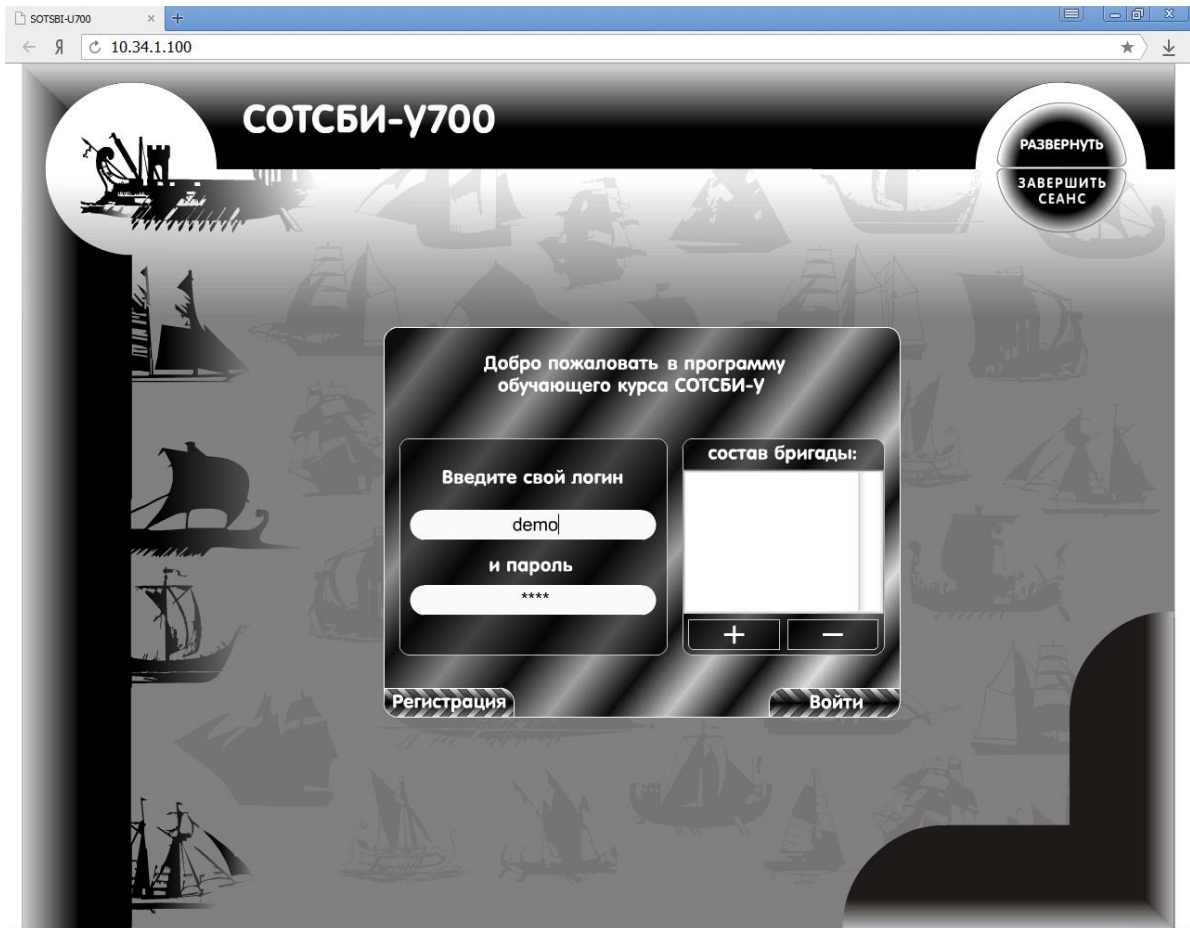 SOTSBI-U700
Я
10.34.1.100
СОТСБИ-У700
РАЗВЕРНУТЬ
ЗАВЕРШИТЬ
СЕАНС
Добро пожаловать в программу
обучающего курса СОТСБИ-У
Введите свой логин
demo
и пароль
****
состав бригады:
+ −
Регистрация
Войти